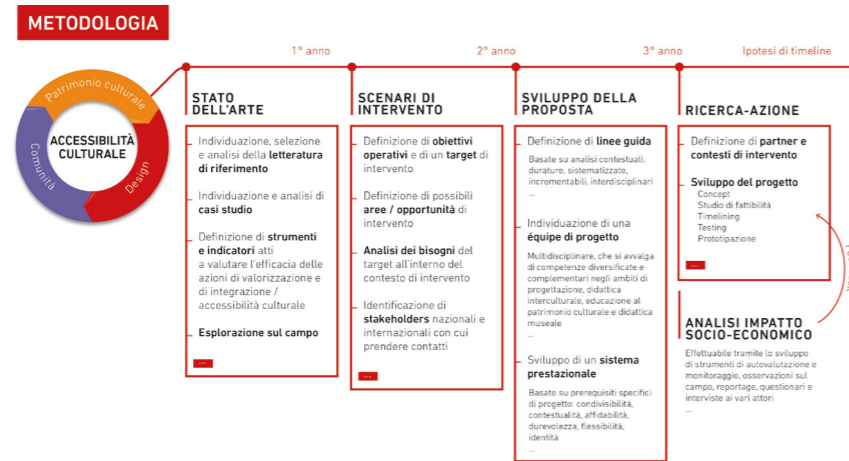 METODOLOGIA
1° anno
2° anno
3° anno
Ipotesi di timeline
Patrimonio culturale
Design
Comunità
ACCESSIBILITÀ
CULTURALE
STATO
DELL'ARTE
Individuazione, selezione
e analisi della letteratura
di riferimento
Individuazione e analisi di
casi studio
Definizione di strumenti
e indicatori atti
a valutare l'efficacia delle
azioni di valorizzazione e
di integrazione /
accessibilità culturale
Esplorazione sul campo
...
SCENARI DI
INTERVENTO
Definizione di obiettivi
operativi e di un target di
intervento
Definizione di possibili
aree / opportunità di
intervento
Analisi dei bisogni del
target all'interno del
contesto di intervento
Identificazione di
stakeholders nazionali e
internazionali con cui
prendere contatti
...
SVILUPPO DELLA
PROPOSTA
Definizione di linee guida
Basate su analisi contestuali,
durature, sistematizzate,
incrementabili, interdisciplinari
...
Individuazione di una
équipe di progetto
Multidisciplinare, che si avvalga
di competenze diversificate e
complementari negli ambiti di
progettazione, didattica
interculturale, educazione al
patrimonio culturale e didattica
museale
...
Sviluppo di un sistema
prestazionale
Basato su prerequisiti specifici
di progetto: condivisibilità,
contestualità, affidabilità,
durevolezza, flessibilità,
identità
...
RICERCA-AZIONE
Definizione di partner e
contesti di intervento
Sviluppo del progetto
Concept
Studio di fattibilità
Timelining
Testing
Prototipazione
...
ANALISI IMPATTO
SOCIO-ECONOMICO
Effettuabile tramite lo sviluppo
di strumenti di autovalutazione e
monitoraggio, osservazioni sul
campo, reportage, questionari e
interviste ai vari attori
...